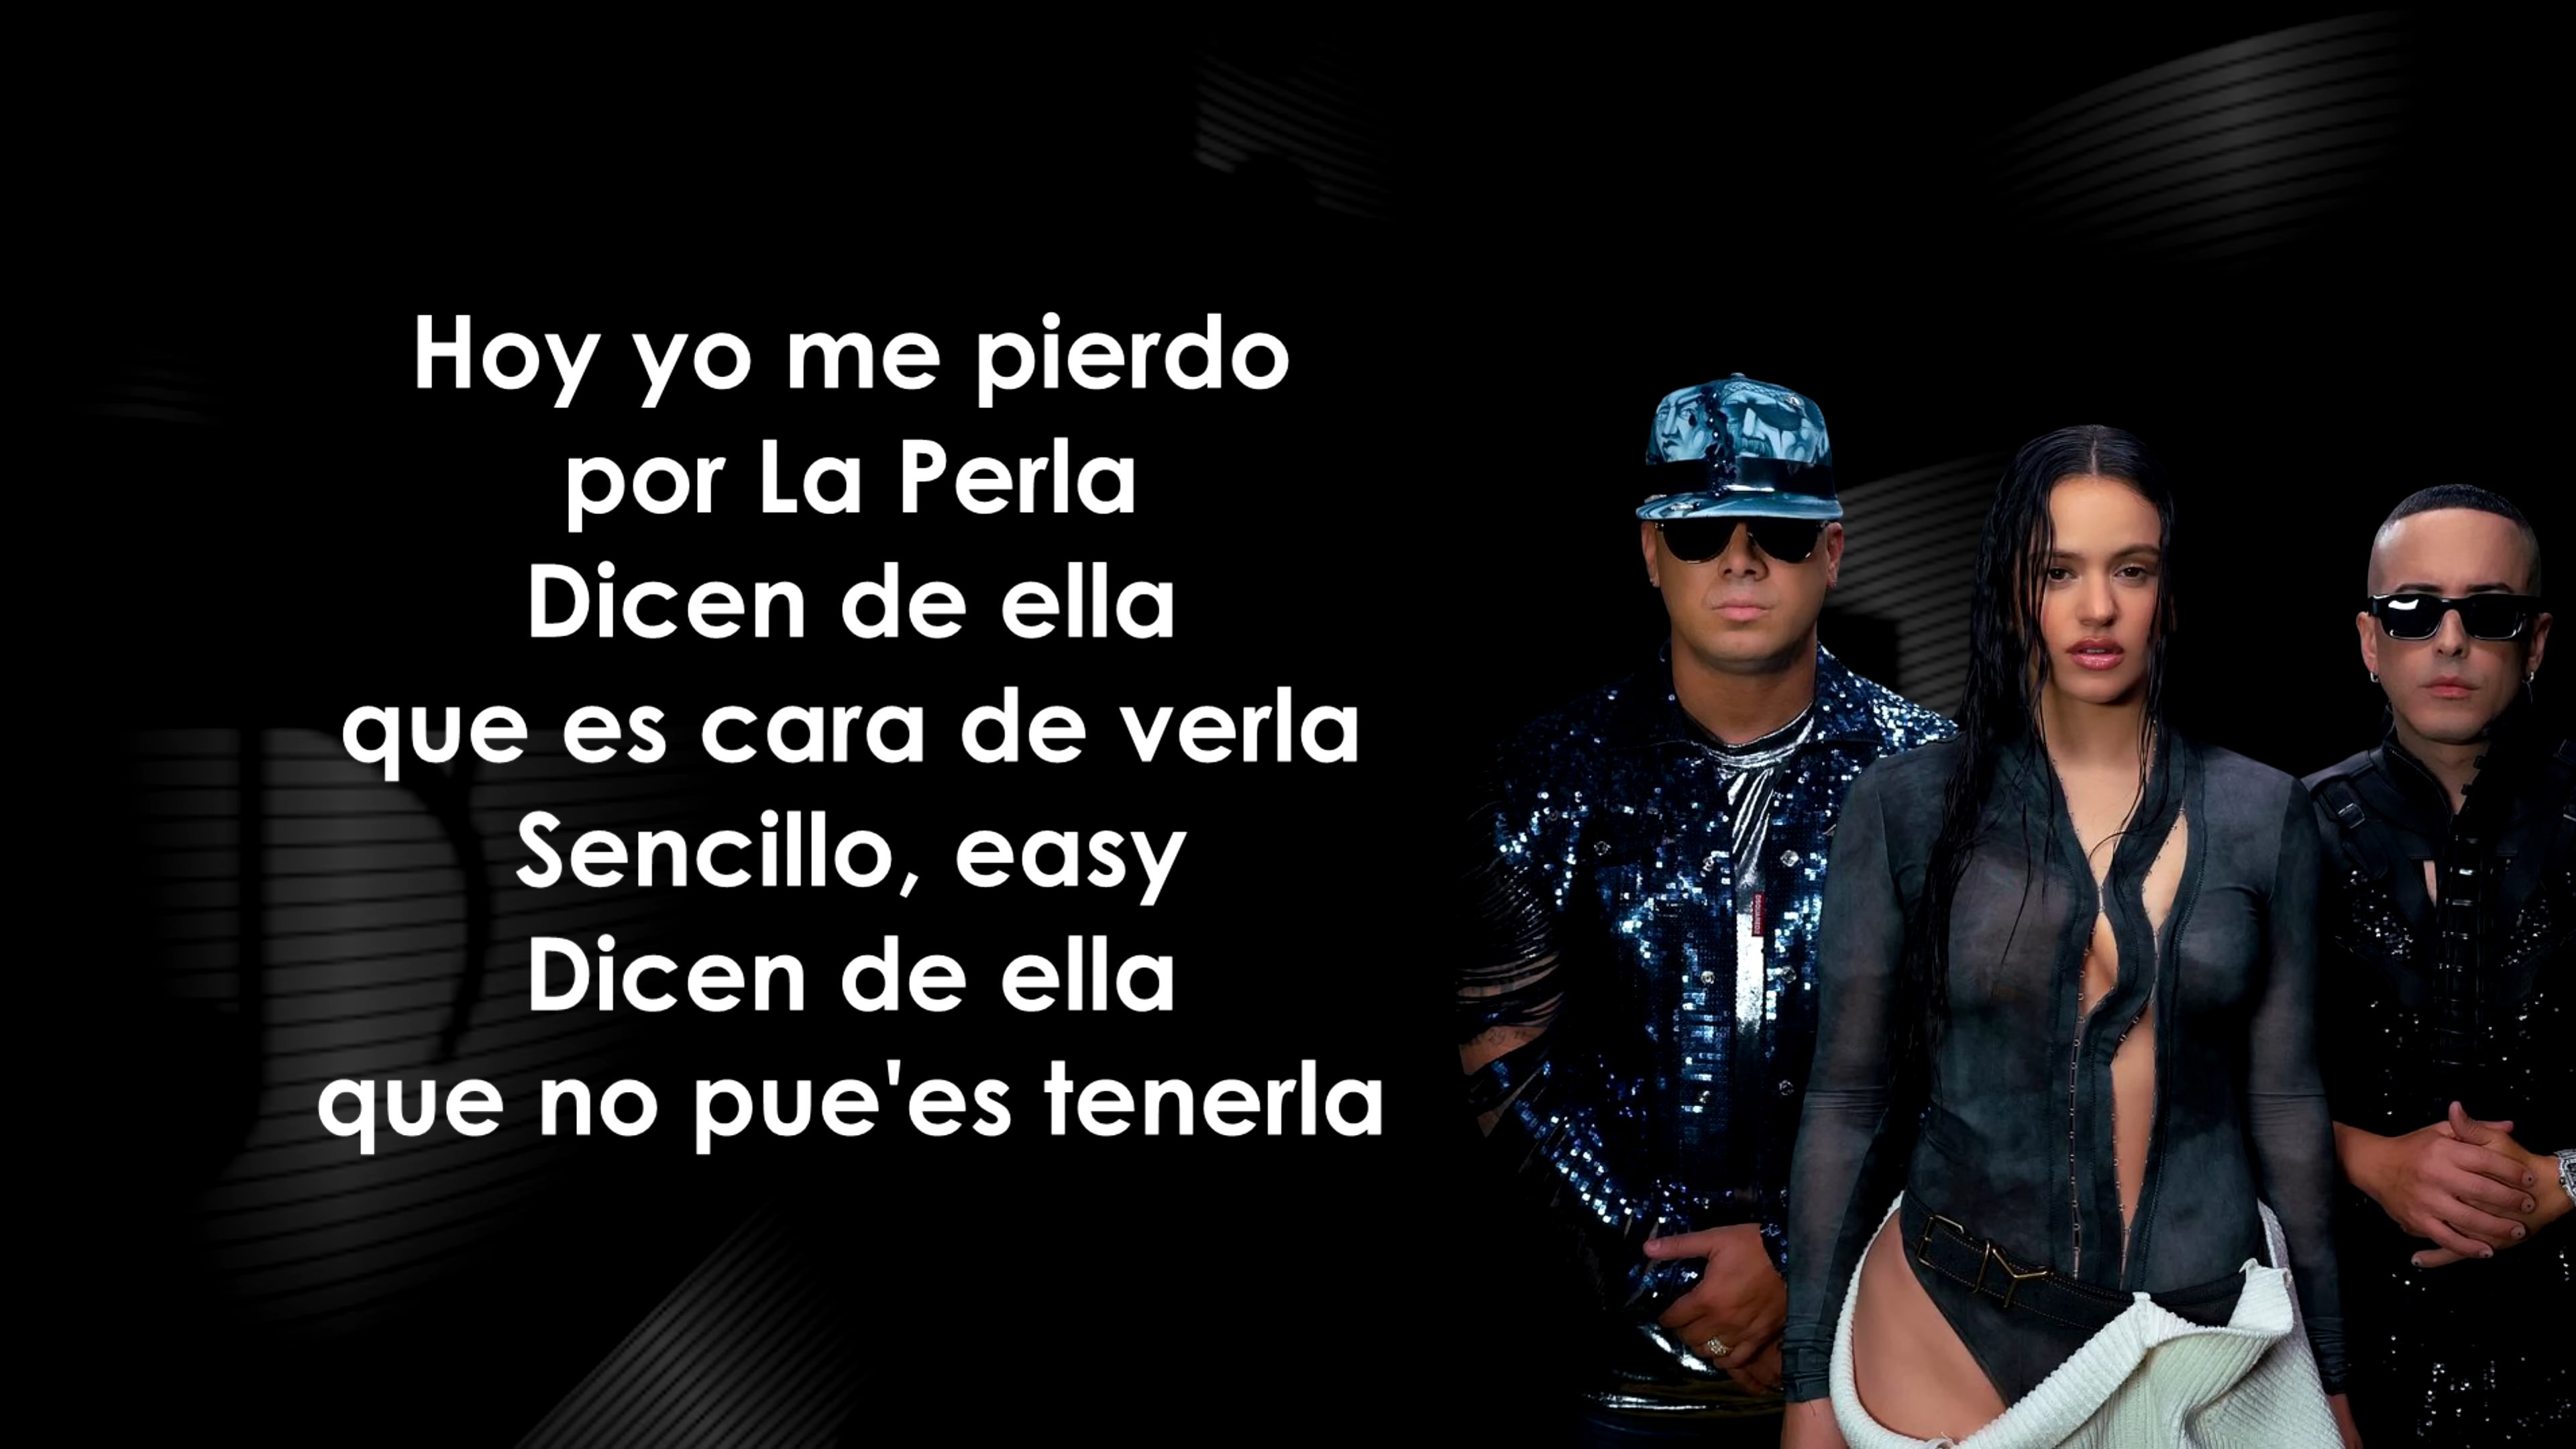 Hoy yo me pierdo
por La Perla
Dicen de ella
que es cara de verla
Sencillo, easy
Dicen de ella
que no pue'es tenerla